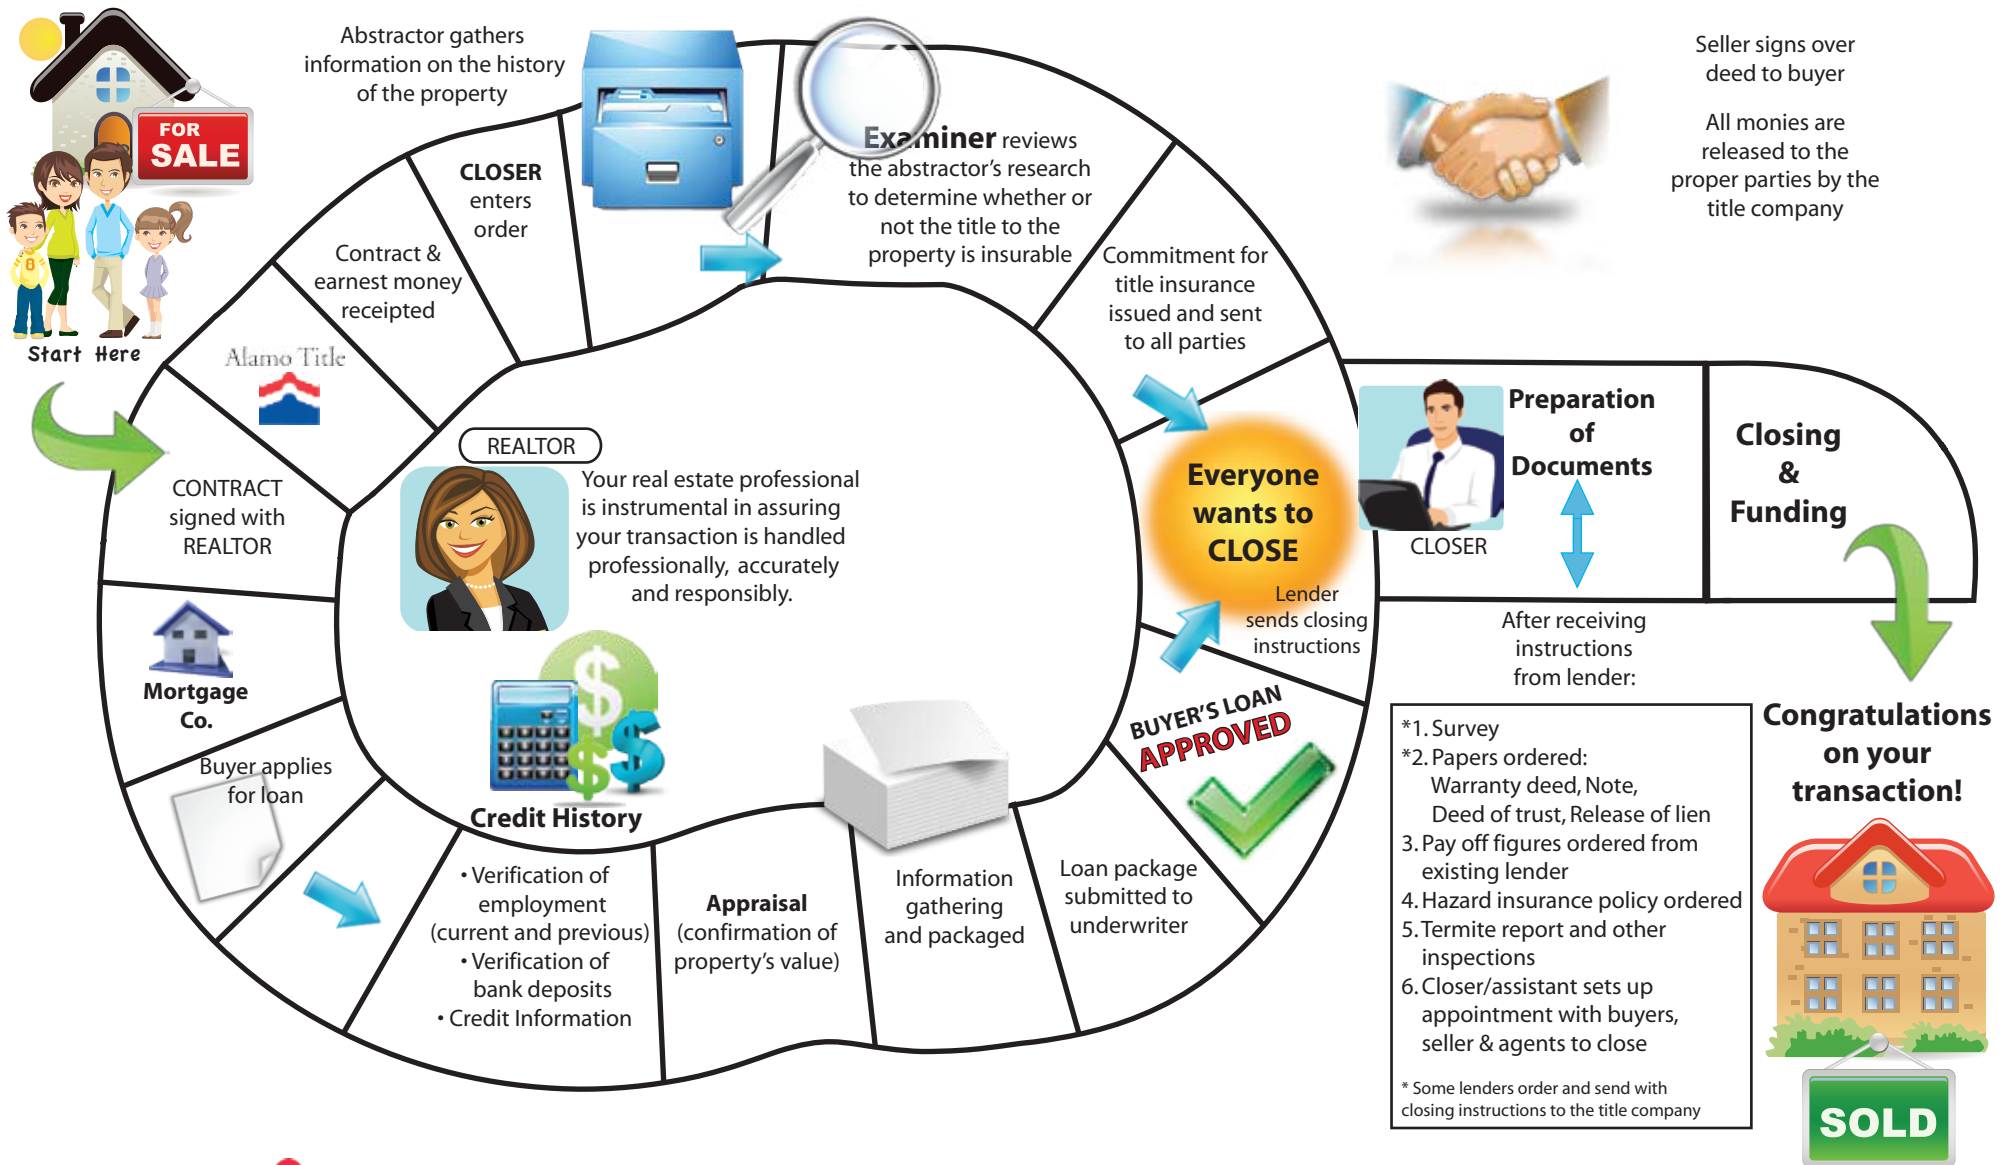 FOR
SALE
Start Here
CONTRACT
signed with
REALTOR
Alamo Title
Contract &
earnest money
receipted
CLOSER
enters
order
Abstractor gathers
information on the history
of the property
Examiner reviews
the abstractor’s research
to determine whether or
not the title to the
property is insurable
Commitment for
title insurance
issued and sent
to all parties
Mortgage
Co.
Buyer applies
for loan
REALTOR
Your real estate professional
is instrumental in assuring
your transaction is handled
professionally, accurately
and responsibly.
Credit History
• Verification of
employment
(current and previous)
• Verification of
bank deposits
• Credit Information
Appraisal
(confirmation of
property’s value)
Information
gathering
and packaged
Loan package
submitted to
underwriter
BUYER’S LOAN
APPROVED
Everyone
wants to
CLOSE
Lender
sends closing
instructions
CLOSER
Preparation
of
Documents
After receiving
instructions
from lender:
*1. Survey
*2. Papers ordered:
Warranty deed, Note,
Deed of trust, Release of lien
3. Pay off figures ordered from
existing lender
4. Hazard insurance policy ordered
5. Termite report and other
inspections
6. Closer/assistant sets up
appointment with buyers,
seller & agents to close
* Some lenders order and send with
closing instructions to the title company
Closing
&
Funding
Seller signs over
deed to buyer
All monies are
released to the
proper parties by the
title company
Congratulations
on your
transaction!
SOLD